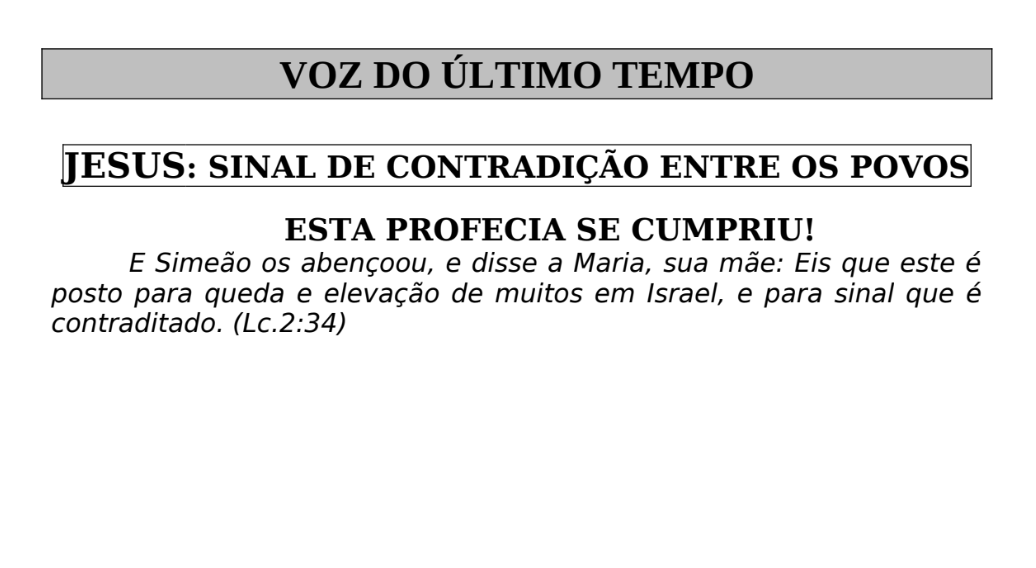 VOZ DO ÚLTIMO TEMPO
JESUS: SINAL DE CONTRADIÇÃO ENTRE OS POVOS
ESTA PROFECIA SE CUMPRIU!
E Simeão os abençoou, e disse a Maria, sua mãe: Eis que este é
posto para queda e elevação de muitos em Israel, e para sinal que é
contraditado. (Lc.2:34)